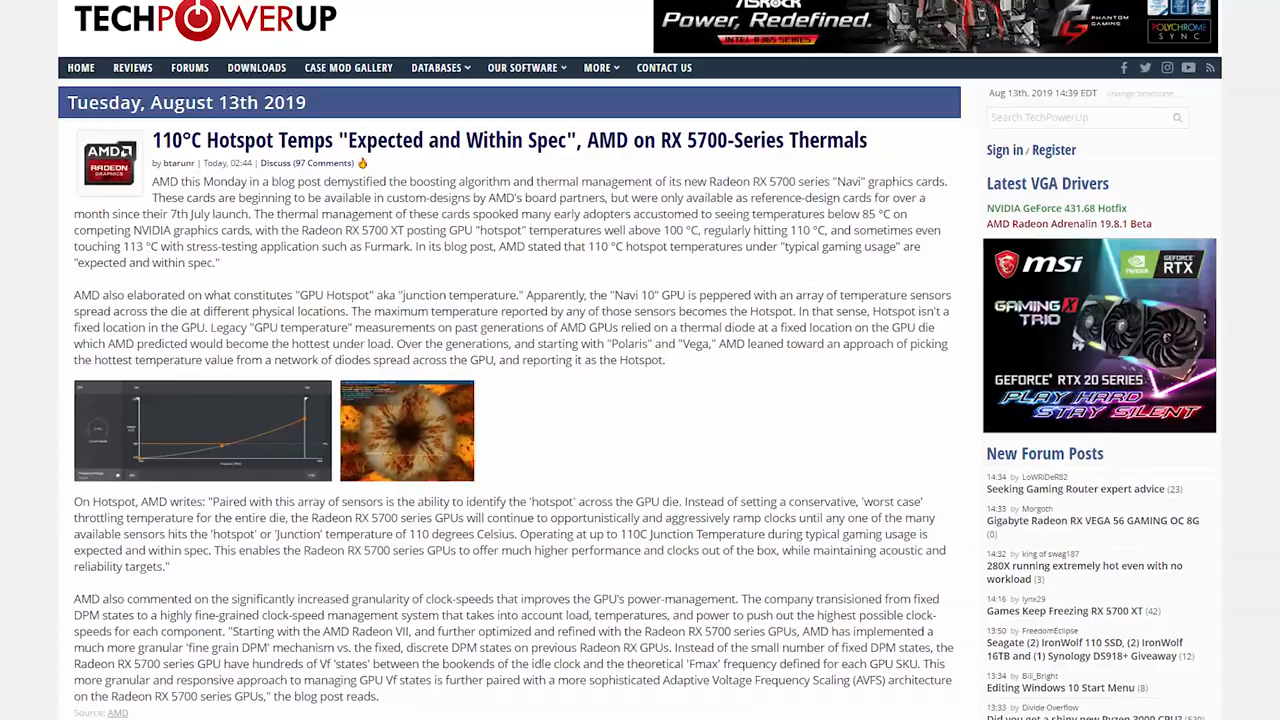 TECHPOWERUP
ASRock
Power, Redefined.
INTEL B365 SERIES
PHANTOM
GAMING
POLYCHROME
SYNC
HOME REVIEWS FORUMS DOWNLOADS CASE MOD GALLERY DATABASES OUR SOFTWARE MORE CONTACT US
Tuesday, August 13th 2019
110°C Hotspot Temps "Expected and Within Spec", AMD on RX 5700-Series Thermals
by btarunr | Today, 02:44 | Discuss (97 Comments)
AMD
RADEON
GRAPHICS
AMD this Monday in a blog post demystified the boosting algorithm and thermal management of its new Radeon RX 5700 series "Navi" graphics cards.
These cards are beginning to be available in custom-designs by AMD's board partners, but were only available as reference-design cards for over a
month since their 7th July launch. The thermal management of these cards spooked many early adopters accustomed to seeing temperatures below 85 °C on
competing NVIDIA graphics cards, with the Radeon RX 5700 XT posting GPU "hotspot" temperatures well above 100 °C, regularly hitting 110 °C, and sometimes even
touching 113 °C with stress-testing application such as Furmark. In its blog post, AMD stated that 110 °C hotspot temperatures under "typical gaming usage" are
"expected and within spec."
AMD also elaborated on what constitutes "GPU Hotspot" aka "junction temperature." Apparently, the "Navi 10" GPU is peppered with an array of temperature sensors
spread across the die at different physical locations. The maximum temperature reported by any of those sensors becomes the Hotspot. In that sense, Hotspot isn't a
fixed location in the GPU. Legacy "GPU temperature" measurements on past generations of AMD GPUs relied on a thermal diode at a fixed location on the GPU die
which AMD predicted would become the hottest under load. Over the generations, and starting with "Polaris" and "Vega," AMD leaned toward an approach of picking
the hottest temperature value from a network of diodes spread across the GPU, and reporting it as the Hotspot.
On Hotspot, AMD writes: "Paired with this array of sensors is the ability to identify the 'hotspot' across the GPU die. Instead of setting a conservative, 'worst case'
throttling temperature for the entire die, the Radeon RX 5700 series GPUs will continue to opportunistically and aggressively ramp clocks until any one of the many
available sensors hits the 'hotspot' or 'Junction' temperature of 110 degrees Celsius. Operating at up to 110C Junction Temperature during typical gaming usage is
expected and within spec. This enables the Radeon RX 5700 series GPUs to offer much higher performance and clocks out of the box, while maintaining acoustic and
reliability targets."
AMD also commented on the significantly increased granularity of clock-speeds that improves the GPU's power-management. The company transisioned from fixed
DPM states to a highly fine-grained clock-speed management system that takes into account load, temperatures, and power to push out the highest possible clock-
speeds for each component. "Starting with the AMD Radeon VII, and further optimized and refined with the Radeon RX 5700 series GPUs, AMD has implemented a
much more granular 'fine grain DPM' mechanism vs. the fixed, discrete DPM states on previous Radeon RX GPUs. Instead of the small number of fixed DPM states, the
Radeon RX 5700 series GPU have hundreds of Vf 'states' between the bookends of the idle clock and the theoretical 'Fmax' frequency defined for each GPU SKU. This
more granular and responsive approach to managing GPU Vf states is further paired with a more sophisticated Adaptive Voltage Frequency Scaling (AVFS) architecture
on the Radeon RX 5700 series GPUs," the blog post reads.
Source: AMD
Aug 13th, 2019 14:39 EDT change timezone
Search TechPowerUp
Sign in / Register
Latest VGA Drivers
NVIDIA GeForce 431.68 Hotfix
AMD Radeon Adrenalin 19.8.1 Beta
msi
NVIDIA
GEFORCE
RTX
GAMING X
TRIO
GEFORCE® RTX 20 SERIES
PLAY HARD
STAY SILENT
New Forum Posts
14:34 by LoWRiDeR82
Seeking Gaming Router expert advice (23)
14:33 by Morgoth
Gigabyte Radeon RX VEGA 56 GAMING OC 8G
(0)
14:32 by king of swag187
280X running extremely hot even with no
workload (3)
14:16 by lynx29
Games Keep Freezing RX 5700 XT (42)
13:50 by FreedomEclipse
Seagate (2) IronWolf 110 SSD, (2) IronWolf
16TB and (1) Synology DS918+ Giveaway (12)
13:34 by Bill_Bright
Editing Windows 10 Start Menu (8)
13:33 by Divide Overflow
Did you get a shiny new Ryzen 3000 CPU? (530)